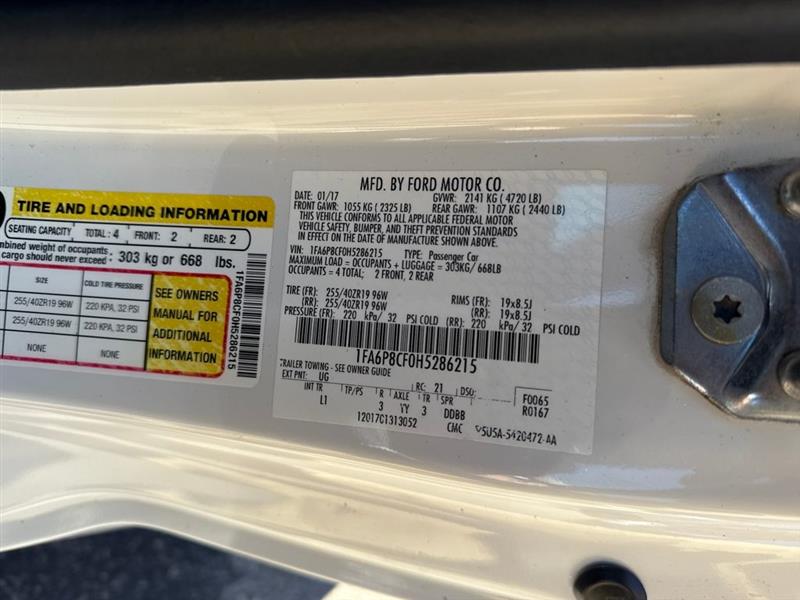 TIRE AND LOADING INFORMATION
SEATING CAPACITY TOTAL: 4 FRONT: 2 REAR: 2
combined weight of occupants
cargo should never exceed: 303 kg or 668 lbs.
SIZE COLD TIRE PRESSURE
255/40ZR19 96W 220 KPA, 32 PSI
255/40ZR19 96W 220 KPA, 32 PSI
NONE NONE
SEE OWNERS
MANUAL FOR
ADDITIONAL
INFORMATION
1FA6P8CF0H5286215
MFD. BY FORD MOTOR CO.
01/17 GVWR: 2141 KG ( 4720 LB)
FRONT GAWR: 1055 KG ( 2325 LB) REAR GAWR: 1107 KG ( 2440 LB)
THIS VEHICLE CONFORMS TO ALL APPLICABLE FEDERAL MOTOR
VEHICLE SAFETY, BUMPER, AND THEFT PREVENTION STANDARDS
IN EFFECT ON THE DATE OF MANUFACTURE SHOWN ABOVE.
VIN: 1FA6P8CF0H5286215 TYPE: Passenger Car
MAXIMUM LOAD = OCCUPANTS + LUGGAGE = 303KG/ 668LB
OCCUPANTS = 4 TOTAL: 2 FRONT, 2 REAR
TIRE (FR): 255/40ZR19 96W RIMS (FR): 19x8.5J
(RR): 255/40ZR19 96W (RR): 19x8.5J
PRESSURE (FR): 220 kPa/ 32 PSI COLD (RR): 220 kPa/ 32 PSI COLD
1FA6P8CF0H5286215
TRAILER TOWING - SEE OWNER GUIDE
EXT PNT: UG RC: 21 DSO: F0065
INT TR TP/PS R AXLE TR SPR R0167
L1 3 VY 3 DDBB
12017C1313052 CMC 5U5A-5420472-AA